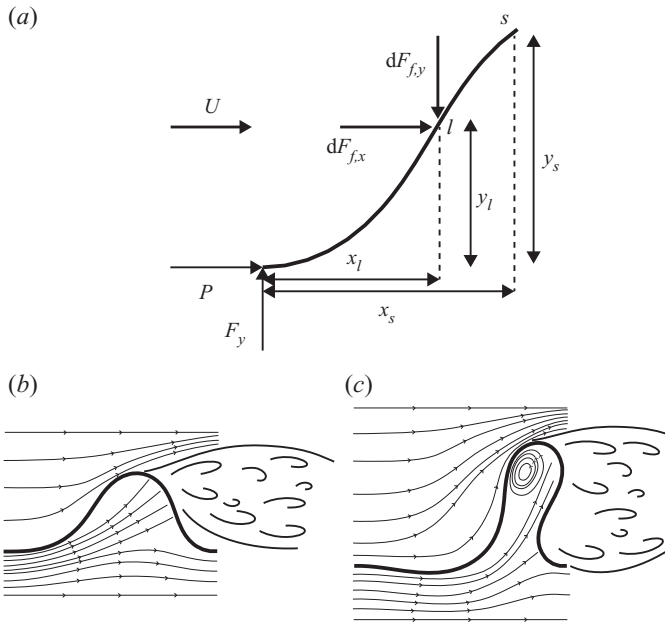 (a)
s
dF_{f,y}
U
l
dF_{f,x}
y_s
y_l
x_l
P
x_s
F_y
(b)
(c)